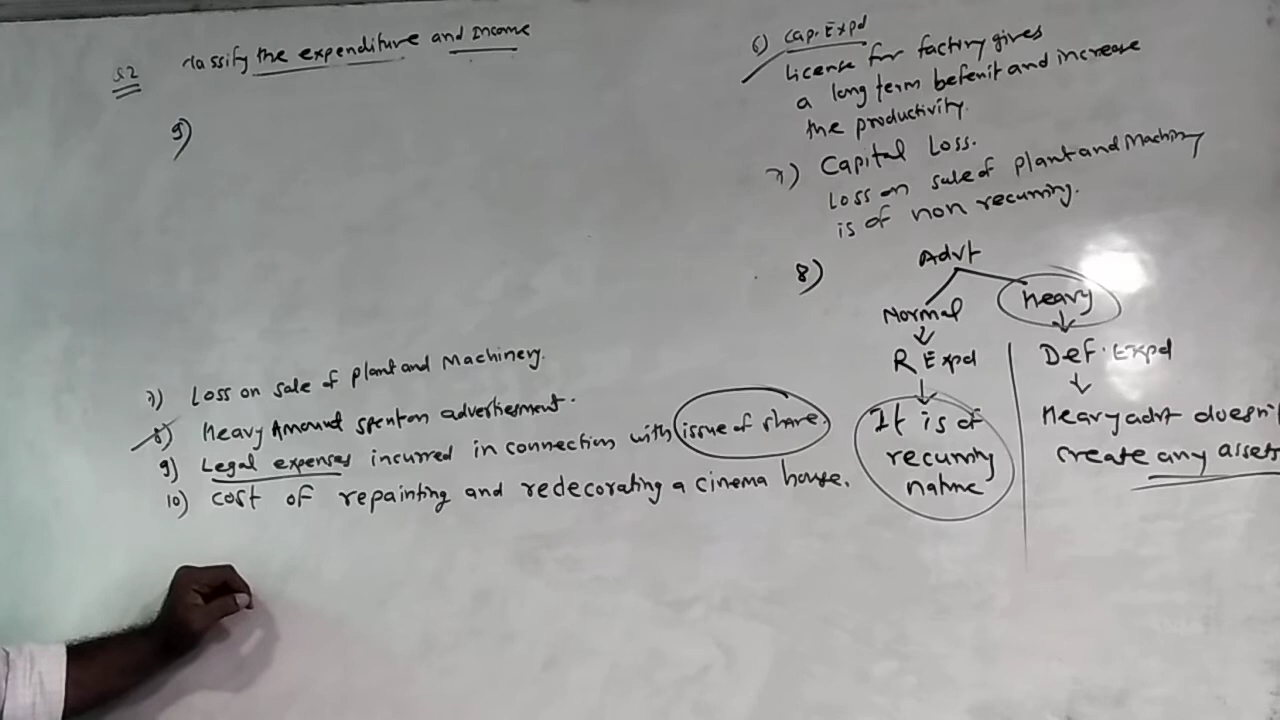 S2 classify the expenditure and Income
9)
7) Loss on sale of plant and Machinery.
8) Heavy Amount spent on advertiesment.
9) Legal expenses incurred in connection with issue of share.
10) cost of repainting and redecorating a cinema house.
6) Cap. Expd
License for factory gives
a long term befenit and increase
the productivity.
7) Capital Loss.
Loss on sale of plant and Machinery
is of non recurring.
8) Advt
Normal Heavy
R Expd Def. Expd
It is of
recurring
nature
Heavy advt doesn't
create any assets